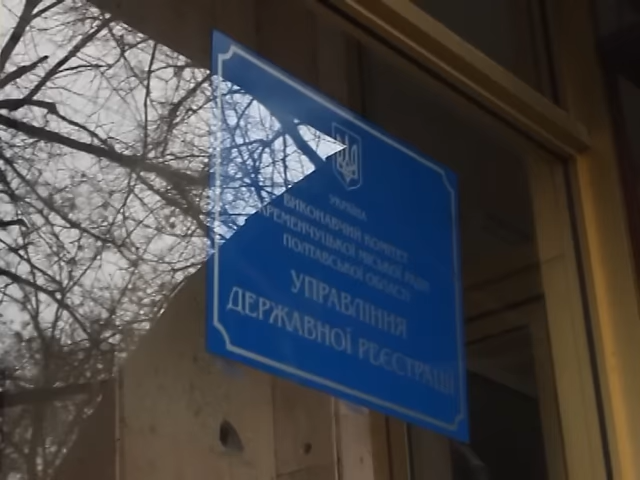 УКРАЇНА
ВИКОНАВЧИЙ КОМІТЕТ
КРЕМЕНЧУЦЬКОЇ МІСЬКОЇ РАДИ
ПОЛТАВСЬКОЇ ОБЛАСТІ
УПРАВЛІННЯ
ДЕРЖАВНОЇ РЕЄСТРАЦІЇ